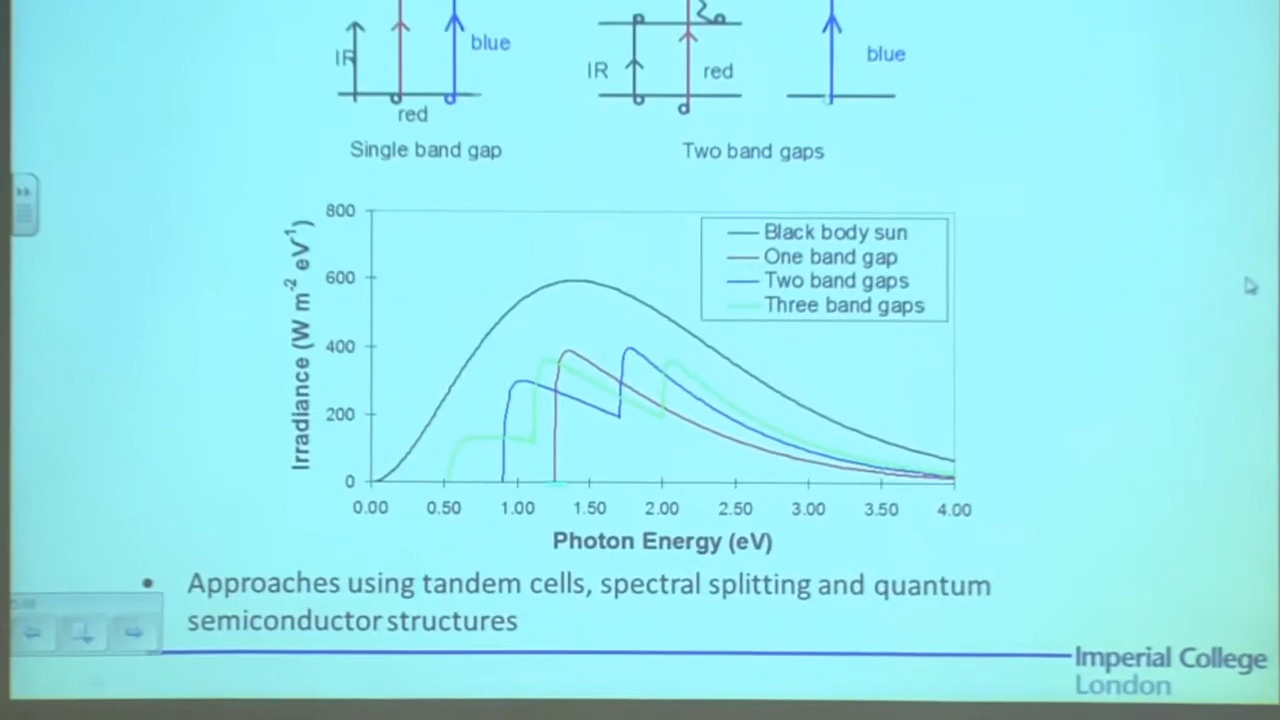 IR
blue
red
Single band gap
IR
red
blue
Two band gaps
800
600
400
200
0
Irradiance (W m-2 eV-1)
Black body sun
One band gap
Two band gaps
Three band gaps
0.00 0.50 1.00 1.50 2.00 2.50 3.00 3.50 4.00
Photon Energy (eV)
• Approaches using tandem cells, spectral splitting and quantum
semiconductor structures
Imperial College
London